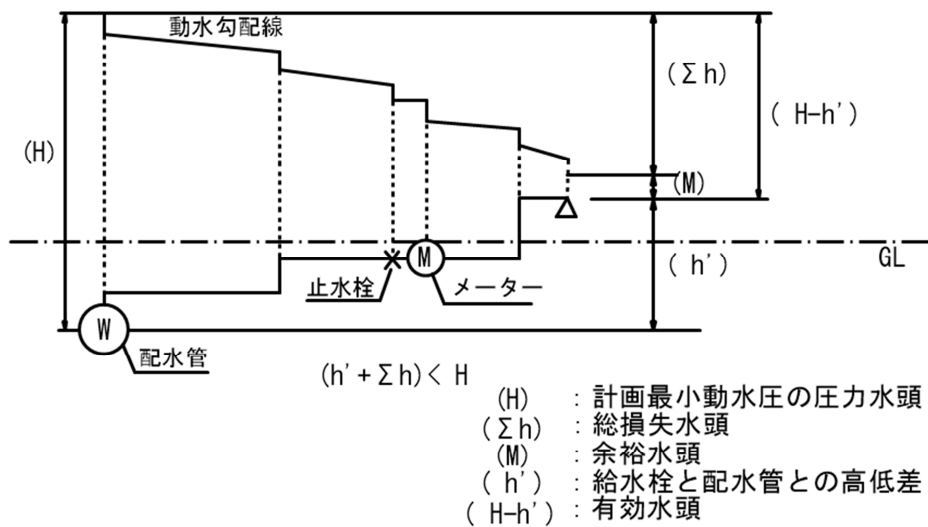 動水勾配線
(Σh)
(H-h')
(H)
(M)
GL
(h')
M
止水栓
メーター
W
配水管
(h'+Σh)< H
(H) : 計画最小動水圧の圧力水頭
(Σh) : 総損失水頭
(M) : 余裕水頭
(h') : 給水栓と配水管との高低差
(H-h') : 有効水頭